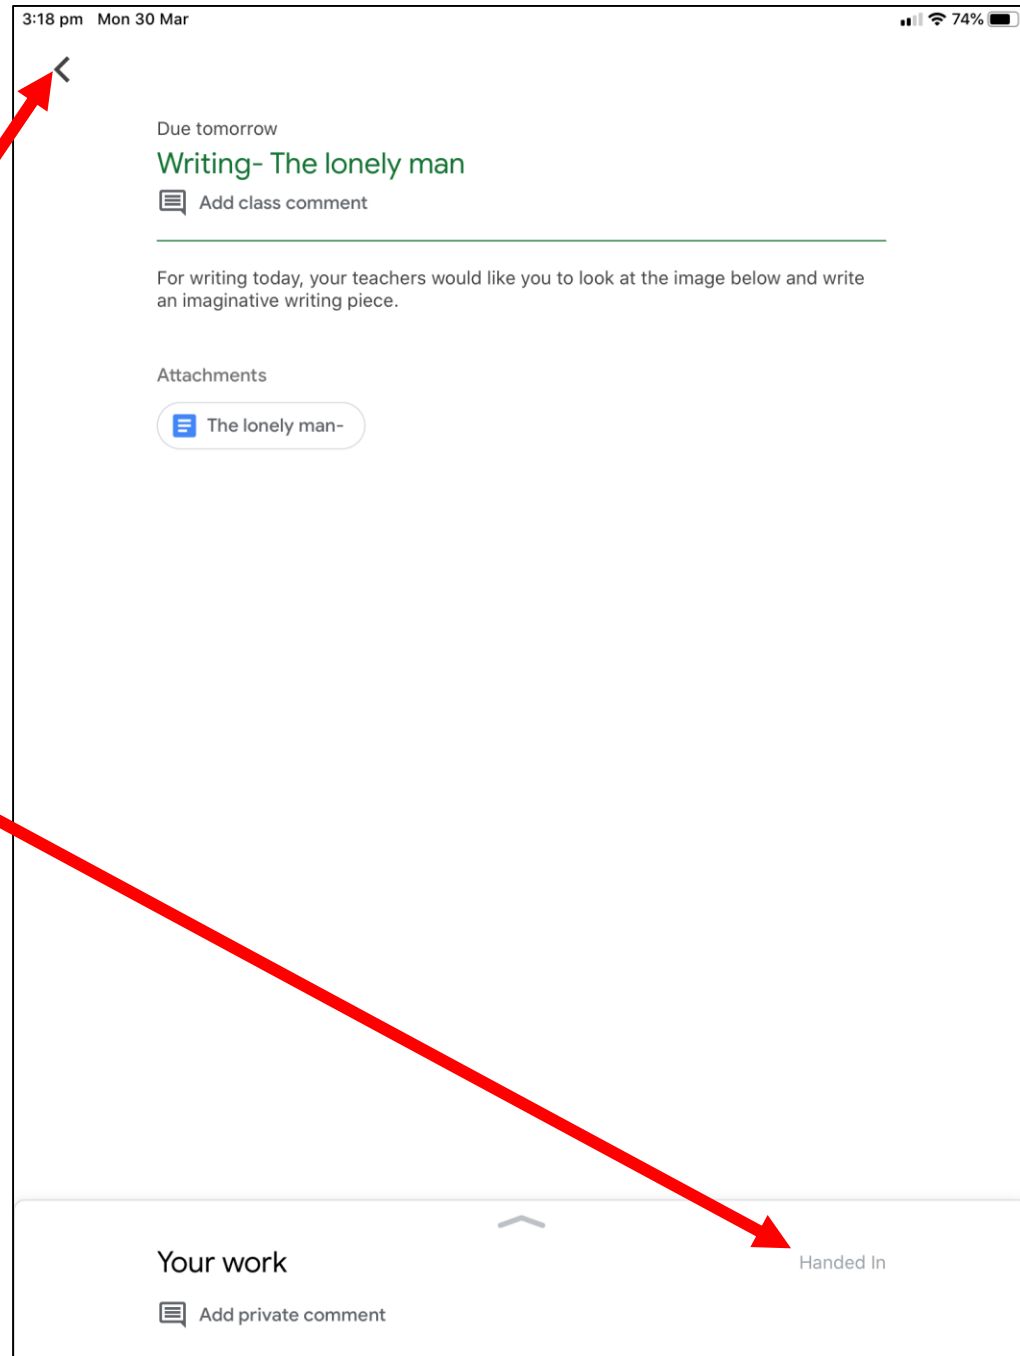 3:18 pm Mon 30 Mar 74%
Due tomorrow
Writing- The lonely man
Add class comment
For writing today, your teachers would like you to look at the image below and write
an imaginative writing piece.
Attachments
The lonely man-
Your work
Handed In
Add private comment